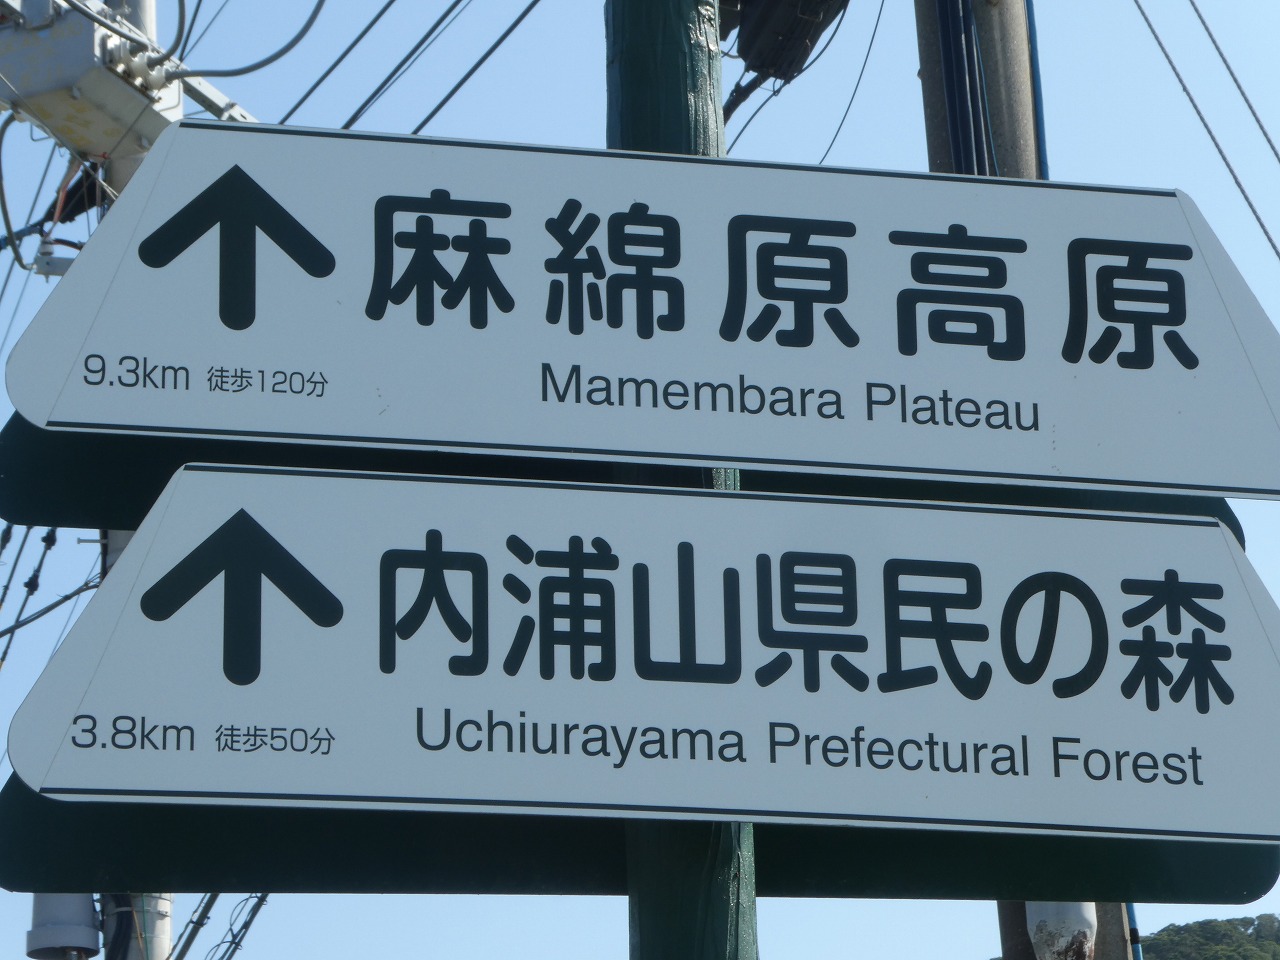 麻綿原高原
9.3km 徒歩120分
Mamembara Plateau
内浦山県民の森
3.8km 徒歩50分
Uchiurayama Prefectural Forest